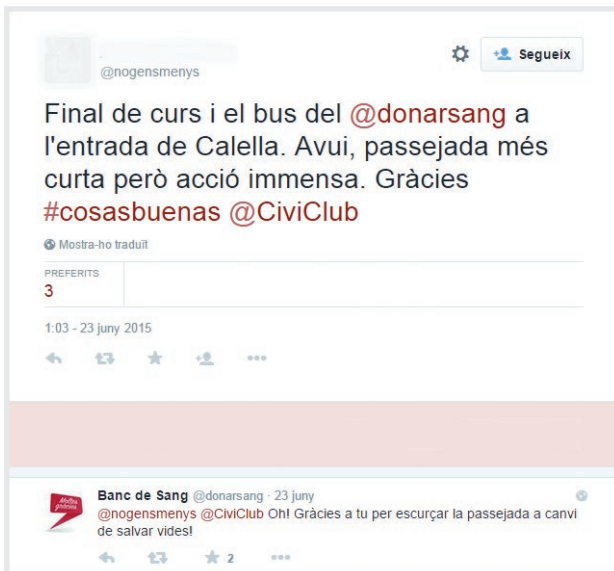 @nogensmenys
Segueix
Final de curs i el bus del @donarsang a
l'entrada de Calella. Avui, passejada més
curta però acció immensa. Gràcies
#cosasbuenas @CiviClub
Mostra-ho traduït
PREFERITS
3
1:03 - 23 juny 2015
Moltes
gràcies
Banc de Sang @donarsang · 23 juny
@nogensmenys @CiviClub Oh! Gràcies a tu per escurçar la passejada a canvi
de salvar vides!
2